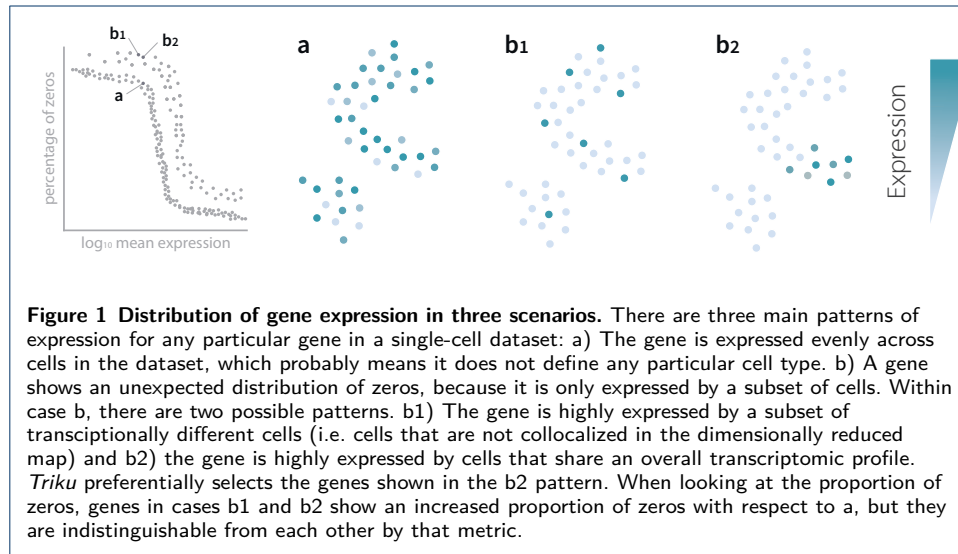 b1
b2
a
percentage of zeros
log10 mean expression
a
b1
b2
Expression
Figure 1 Distribution of gene expression in three scenarios. There are three main patterns of
expression for any particular gene in a single-cell dataset: a) The gene is expressed evenly across
cells in the dataset, which probably means it does not define any particular cell type. b) A gene
shows an unexpected distribution of zeros, because it is only expressed by a subset of cells. Within
case b, there are two possible patterns. b1) The gene is highly expressed by a subset of
transciptionally different cells (i.e. cells that are not collocalized in the dimensionally reduced
map) and b2) the gene is highly expressed by cells that share an overall transcriptomic profile.
Triku preferentially selects the genes shown in the b2 pattern. When looking at the proportion of
zeros, genes in cases b1 and b2 show an increased proportion of zeros with respect to a, but they
are indistinguishable from each other by that metric.